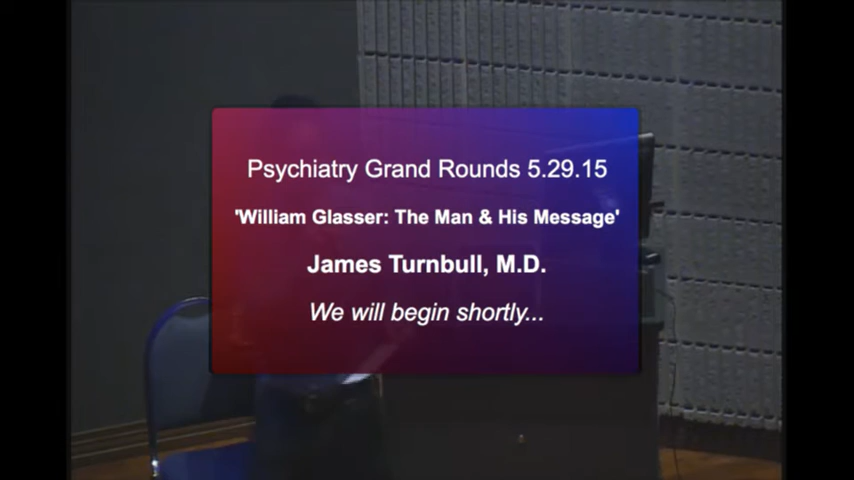 Psychiatry Grand Rounds 5.29.15
'William Glasser: The Man & His Message'
James Turnbull, M.D.
We will begin shortly...